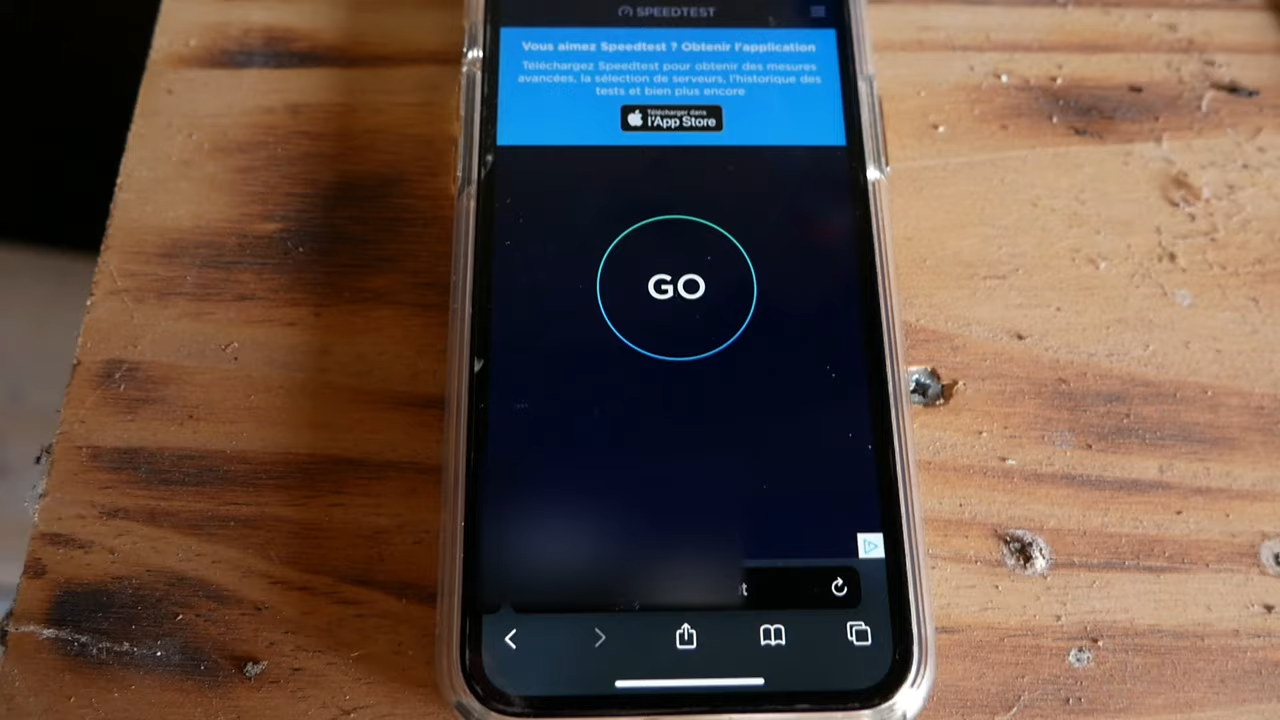 SPEEDTEST
Vous aimez Speedtest ? Obtenir l'application
Téléchargez Speedtest pour obtenir des mesures
avancées, la sélection de serveurs, l'historique des
tests et bien plus encore
Télécharger dans
l'App Store
GO
t